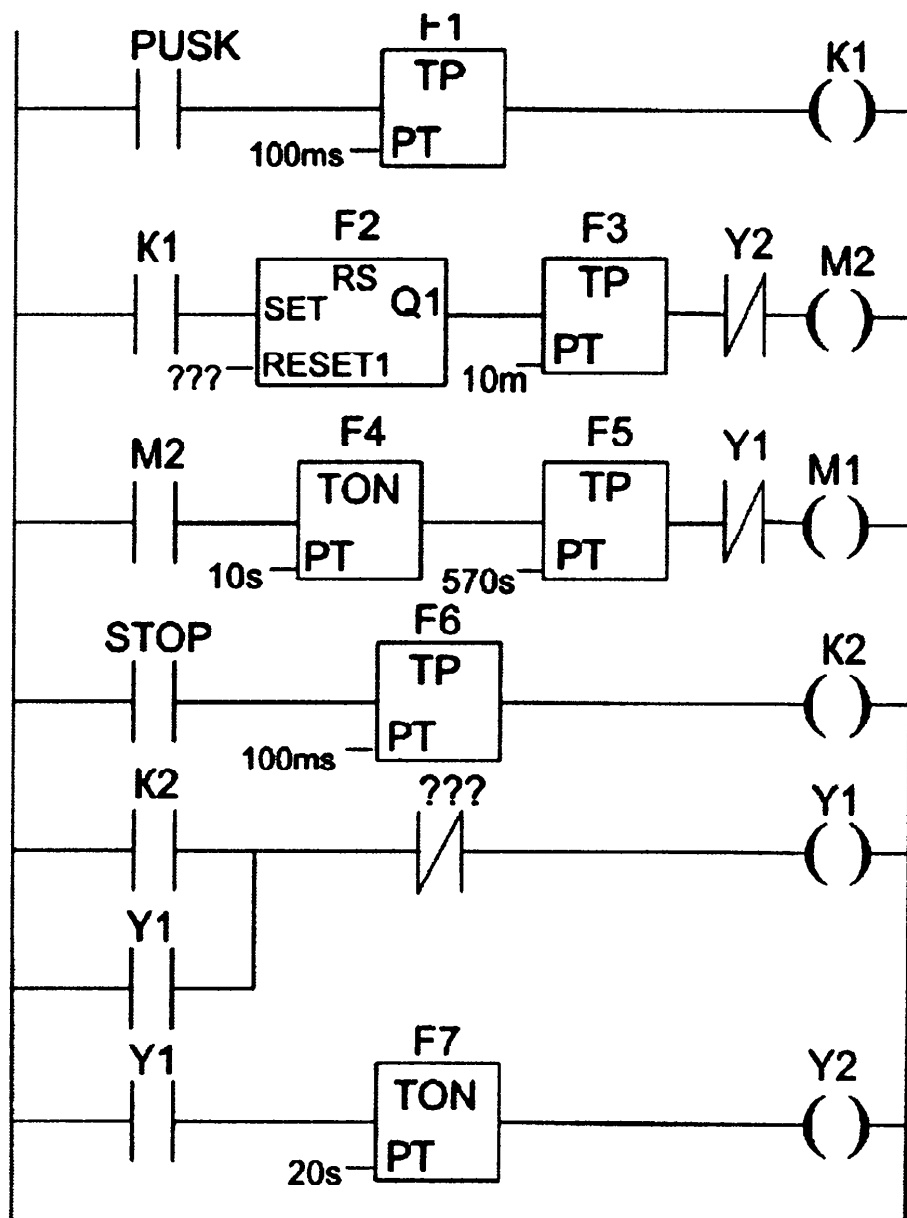 PUSK
F1
TP
K1
100ms
PT
K1
F2
RS
SET
Q1
???
RESET1
F3
TP
10m
PT
Y2
M2
M2
F4
TON
10s
PT
F5
TP
570s
PT
Y1
M1
STOP
F6
TP
100ms
PT
K2
K2
???
Y1
Y1
Y1
F7
TON
20s
PT
Y2